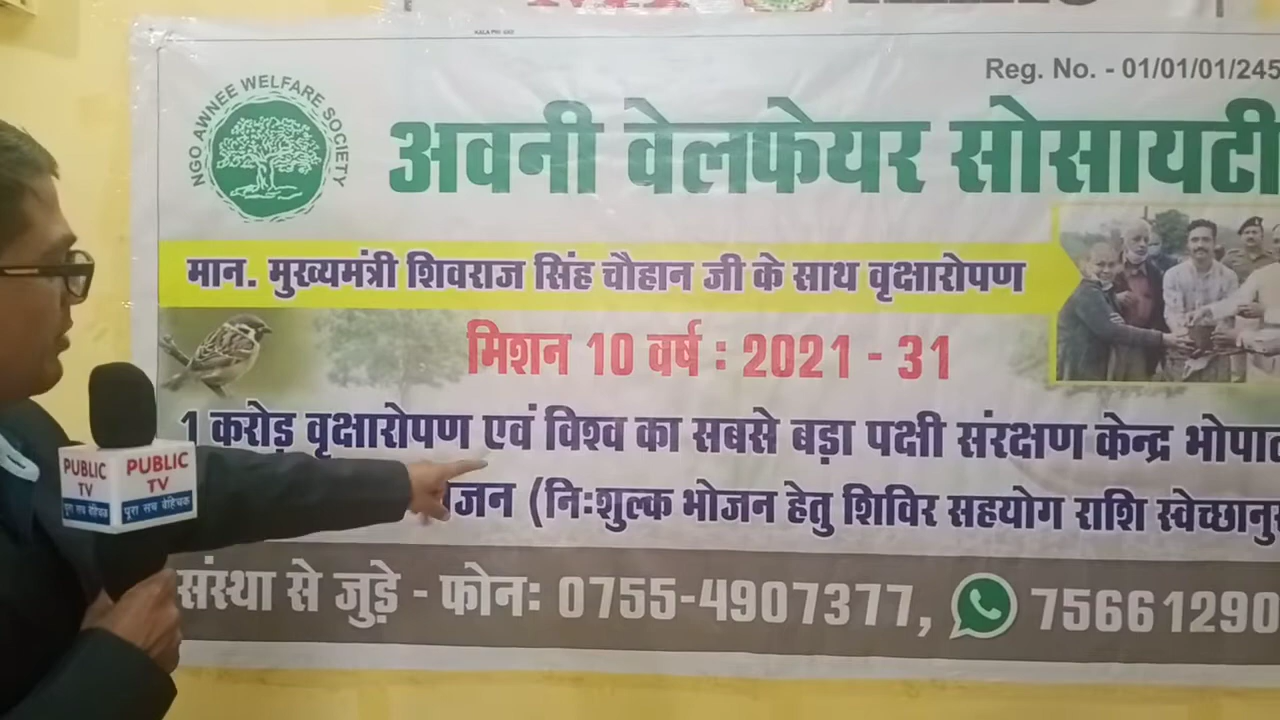 Reg. No. - 01/01/01/245
NGO AWNEE WELFARE SOCIETY
अवनी वेलफेयर सोसायटी
मान. मुख्यमंत्री शिवराज सिंह चौहान जी के साथ वृक्षारोपण
मिशन 10 वर्ष : 2021 - 31
1 करोड़ वृक्षारोपण एवं विश्व का सबसे बड़ा पक्षी संरक्षण केन्द्र
(निःशुल्क भोजन हेतु शिविर सहयोग राशि
संस्था से जुड़े - फोनः 0755-4907377, 75661290
PUBLIC TV
PUBLIC TV
पूरा सच बेहिचक